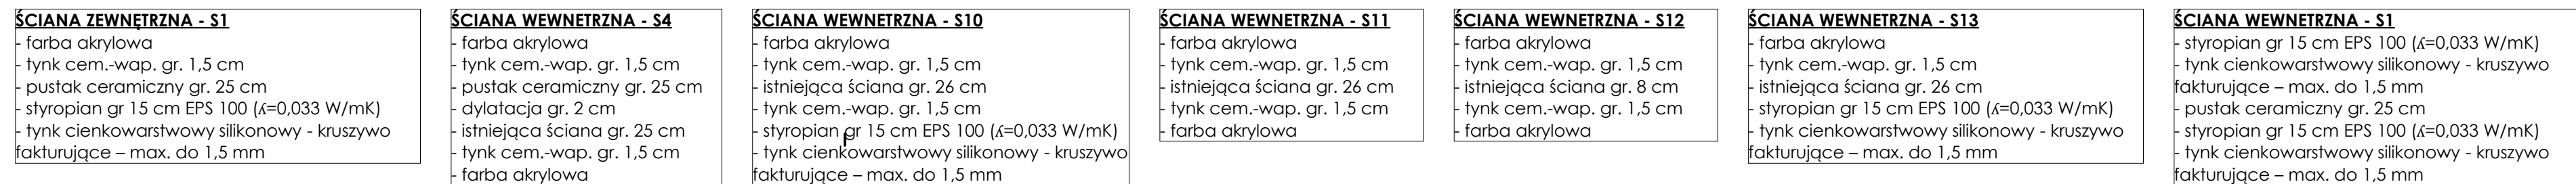 ŚCIANA ZEWNĘTRZNA - S1
- farba akrylowa
- tynk cem.-wap. gr. 1,5 cm
- pustak ceramiczny gr. 25 cm
- styropian gr 15 cm EPS 100 (ʎ=0,033 W/mK)
- tynk cienkowarstwowy silikonowy - kruszywo
fakturujące – max. do 1,5 mm
ŚCIANA WEWNETRZNA - S4
- farba akrylowa
- tynk cem.-wap. gr. 1,5 cm
- pustak ceramiczny gr. 25 cm
- dylatacja gr. 2 cm
- istniejąca ściana gr. 25 cm
- tynk cem.-wap. gr. 1,5 cm
- farba akrylowa
ŚCIANA WEWNETRZNA - S10
- farba akrylowa
- tynk cem.-wap. gr. 1,5 cm
- istniejąca ściana gr. 26 cm
- tynk cem.-wap. gr. 1,5 cm
- styropian gr 15 cm EPS 100 (ʎ=0,033 W/mK)
- tynk cienkowarstwowy silikonowy - kruszywo
fakturujące – max. do 1,5 mm
ŚCIANA WEWNETRZNA - S11
- farba akrylowa
- tynk cem.-wap. gr. 1,5 cm
- istniejąca ściana gr. 26 cm
- tynk cem.-wap. gr. 1,5 cm
- farba akrylowa
ŚCIANA WEWNETRZNA - S12
- farba akrylowa
- tynk cem.-wap. gr. 1,5 cm
- istniejąca ściana gr. 8 cm
- tynk cem.-wap. gr. 1,5 cm
- farba akrylowa
ŚCIANA WEWNETRZNA - S13
- farba akrylowa
- tynk cem.-wap. gr. 1,5 cm
- istniejąca ściana gr. 26 cm
- styropian gr 15 cm EPS 100 (ʎ=0,033 W/mK)
- tynk cienkowarstwowy silikonowy - kruszywo
fakturujące – max. do 1,5 mm
ŚCIANA WEWNETRZNA - S1
- styropian gr 15 cm EPS 100 (ʎ=0,033 W/mK)
- tynk cienkowarstwowy silikonowy - kruszywo
fakturujące – max. do 1,5 mm
- pustak ceramiczny gr. 25 cm
- styropian gr 15 cm EPS 100 (ʎ=0,033 W/mK)
- tynk cienkowarstwowy silikonowy - kruszywo
fakturujące – max. do 1,5 mm